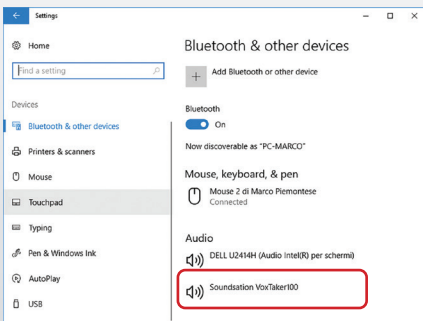 Settings
Home
Find a setting
Devices
Bluetooth & other devices
Printers & scanners
Mouse
Touchpad
Typing
Pen & Windows Ink
AutoPlay
USB
Bluetooth & other devices
Add Bluetooth or other device
Bluetooth
On
Now discoverable as "PC-MARCO"
Mouse, keyboard, & pen
Mouse 2 di Marco Piemontese
Connected
Audio
DELL U2414H (Audio Intel(R) per schermi)
Soundsation VoxTaker100